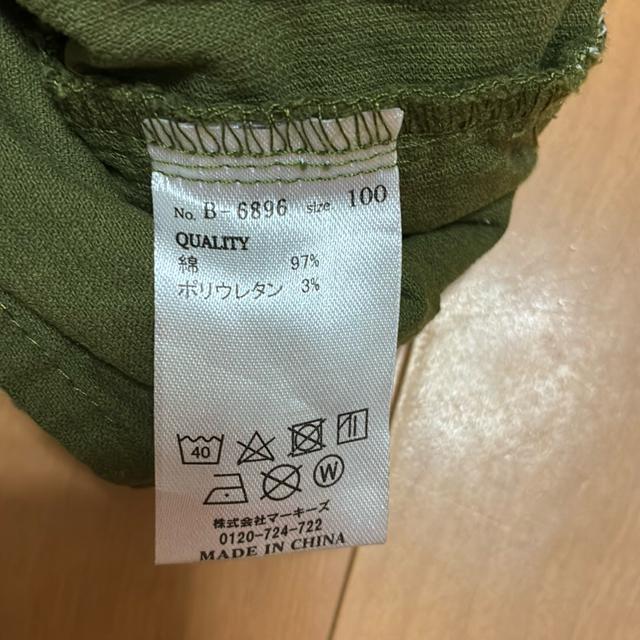 No. B-6896 size 100
QUALITY
綿 97%
ポリウレタン 3%
40
W
株式会社マーキーズ
0120-724-722
MADE IN CHINA